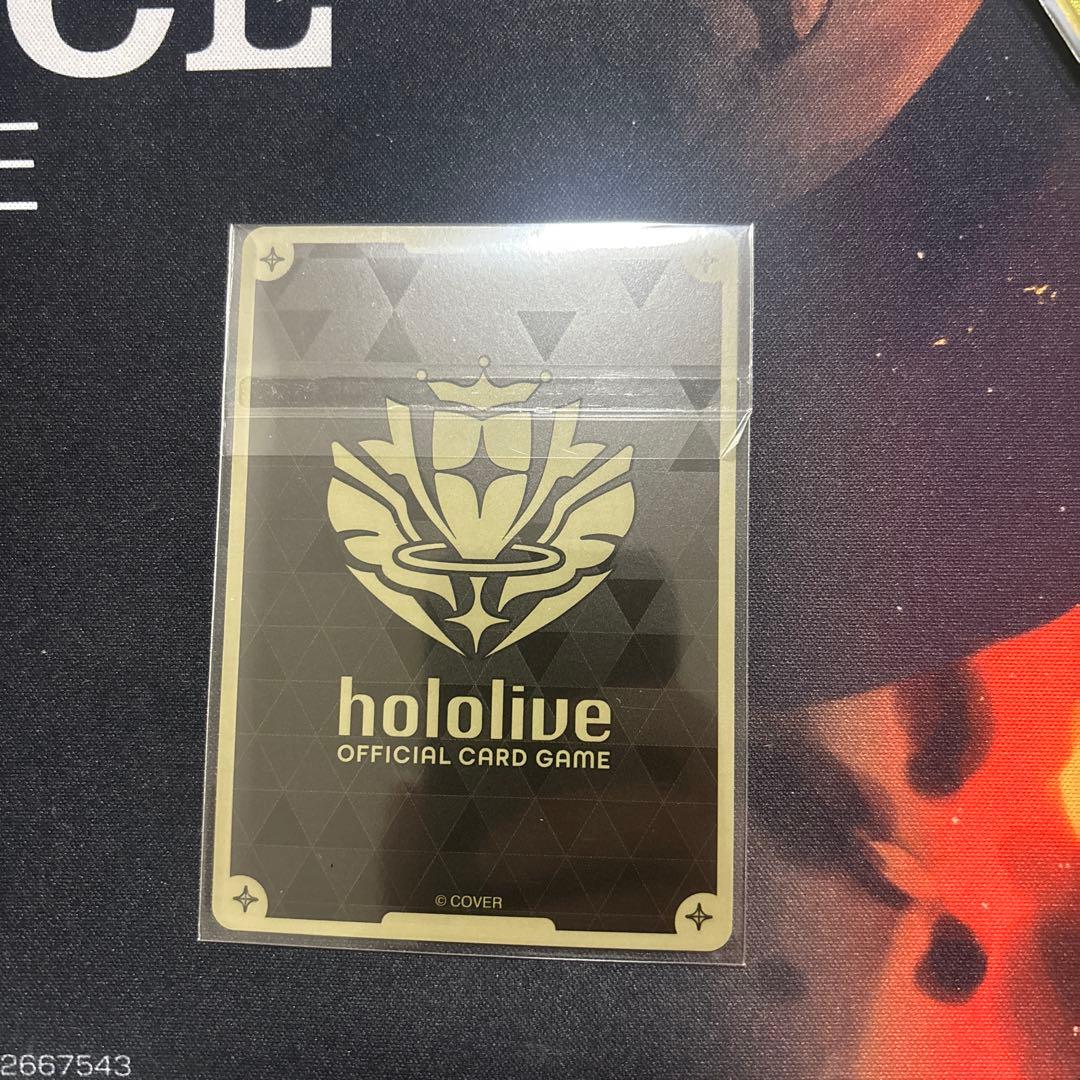 CE
hololive
OFFICIAL CARD GAME
© COVER
2667543